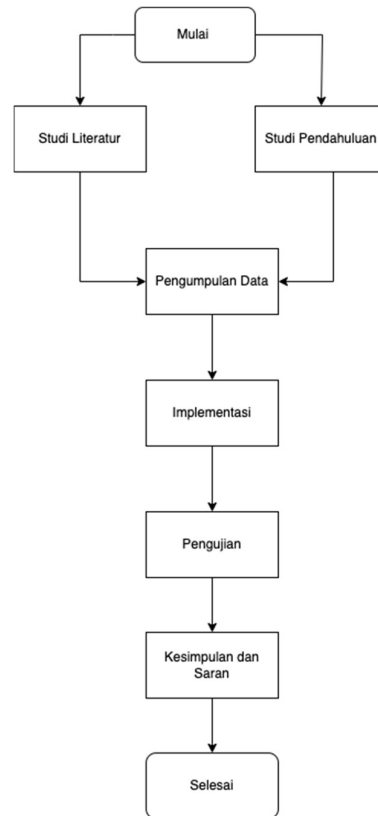 Mulai
Studi Literatur
Studi Pendahuluan
Pengumpulan Data
Implementasi
Pengujian
Kesimpulan dan
Saran
Selesai